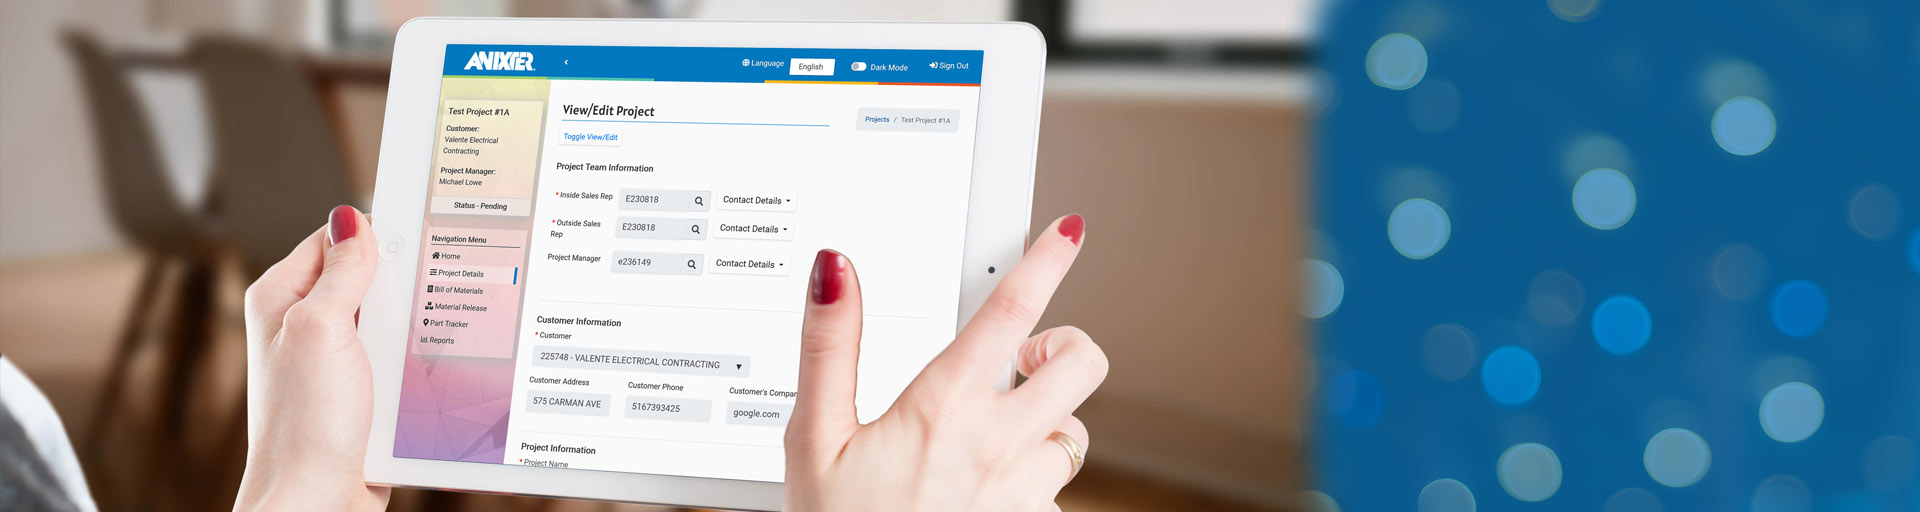 ANIXTER
Language
English
Dark Mode
Sign Out
Test Project #1A
Customer:
Valente Electrical
Contracting
Project Manager:
Michael Lowe
Status - Pending
Navigation Menu
Home
Project Details
Bill of Materials
Material Release
Part Tracker
Reports
View/Edit Project
Projects / Test Project #1A
Toggle View/Edit
Project Team Information
* Inside Sales Rep E230818 Contact Details
* Outside Sales
Rep
E230818 Contact Details
Project Manager e236149 Contact Details
Customer Information
* Customer
225748 - VALENTE ELECTRICAL CONTRACTING
Customer Address Customer Phone Customer's Compan
575 CARMAN AVE 5167393425 google.com
Project Information
* Project Name